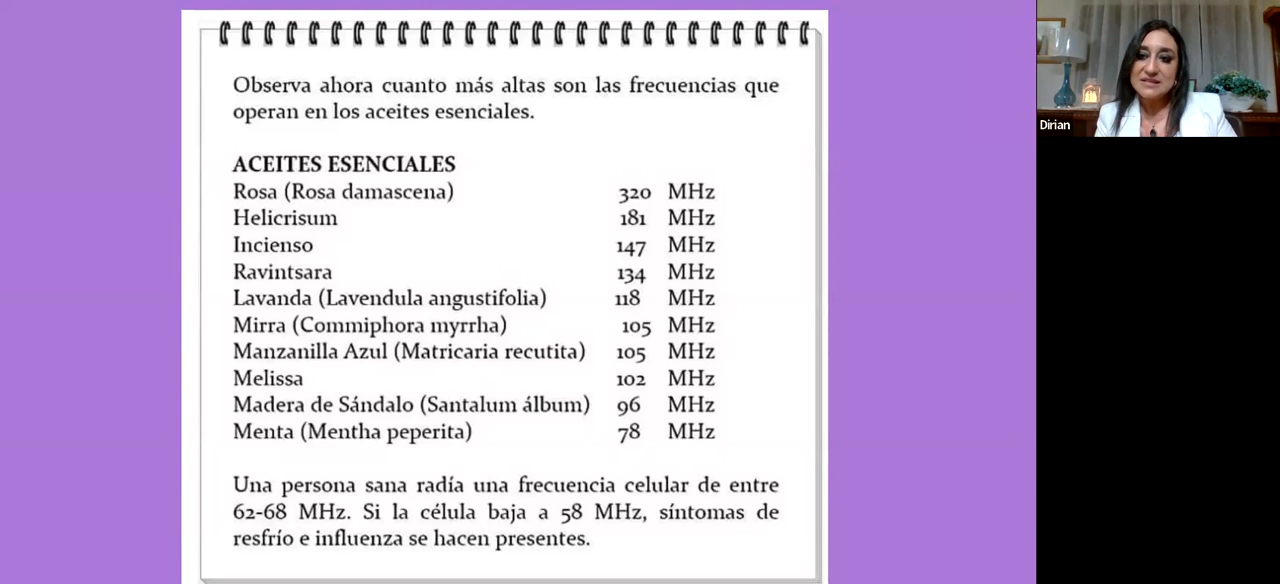 Observa ahora cuanto más altas son las frecuencias que
operan en los aceites esenciales.
ACEITES ESENCIALES
Rosa (Rosa damascena) 320 MHz
Helicrisum 181 MHz
Incienso 147 MHz
Ravintsara 134 MHz
Lavanda (Lavendula angustifolia) 118 MHz
Mirra (Commiphora myrrha) 105 MHz
Manzanilla Azul (Matricaria recutita) 105 MHz
Melissa 102 MHz
Madera de Sándalo (Santalum álbum) 96 MHz
Menta (Mentha peperita) 78 MHz
Una persona sana radía una frecuencia celular de entre
62-68 MHz. Si la célula baja a 58 MHz, síntomas de
resfrío e influenza se hacen presentes.
Dirian